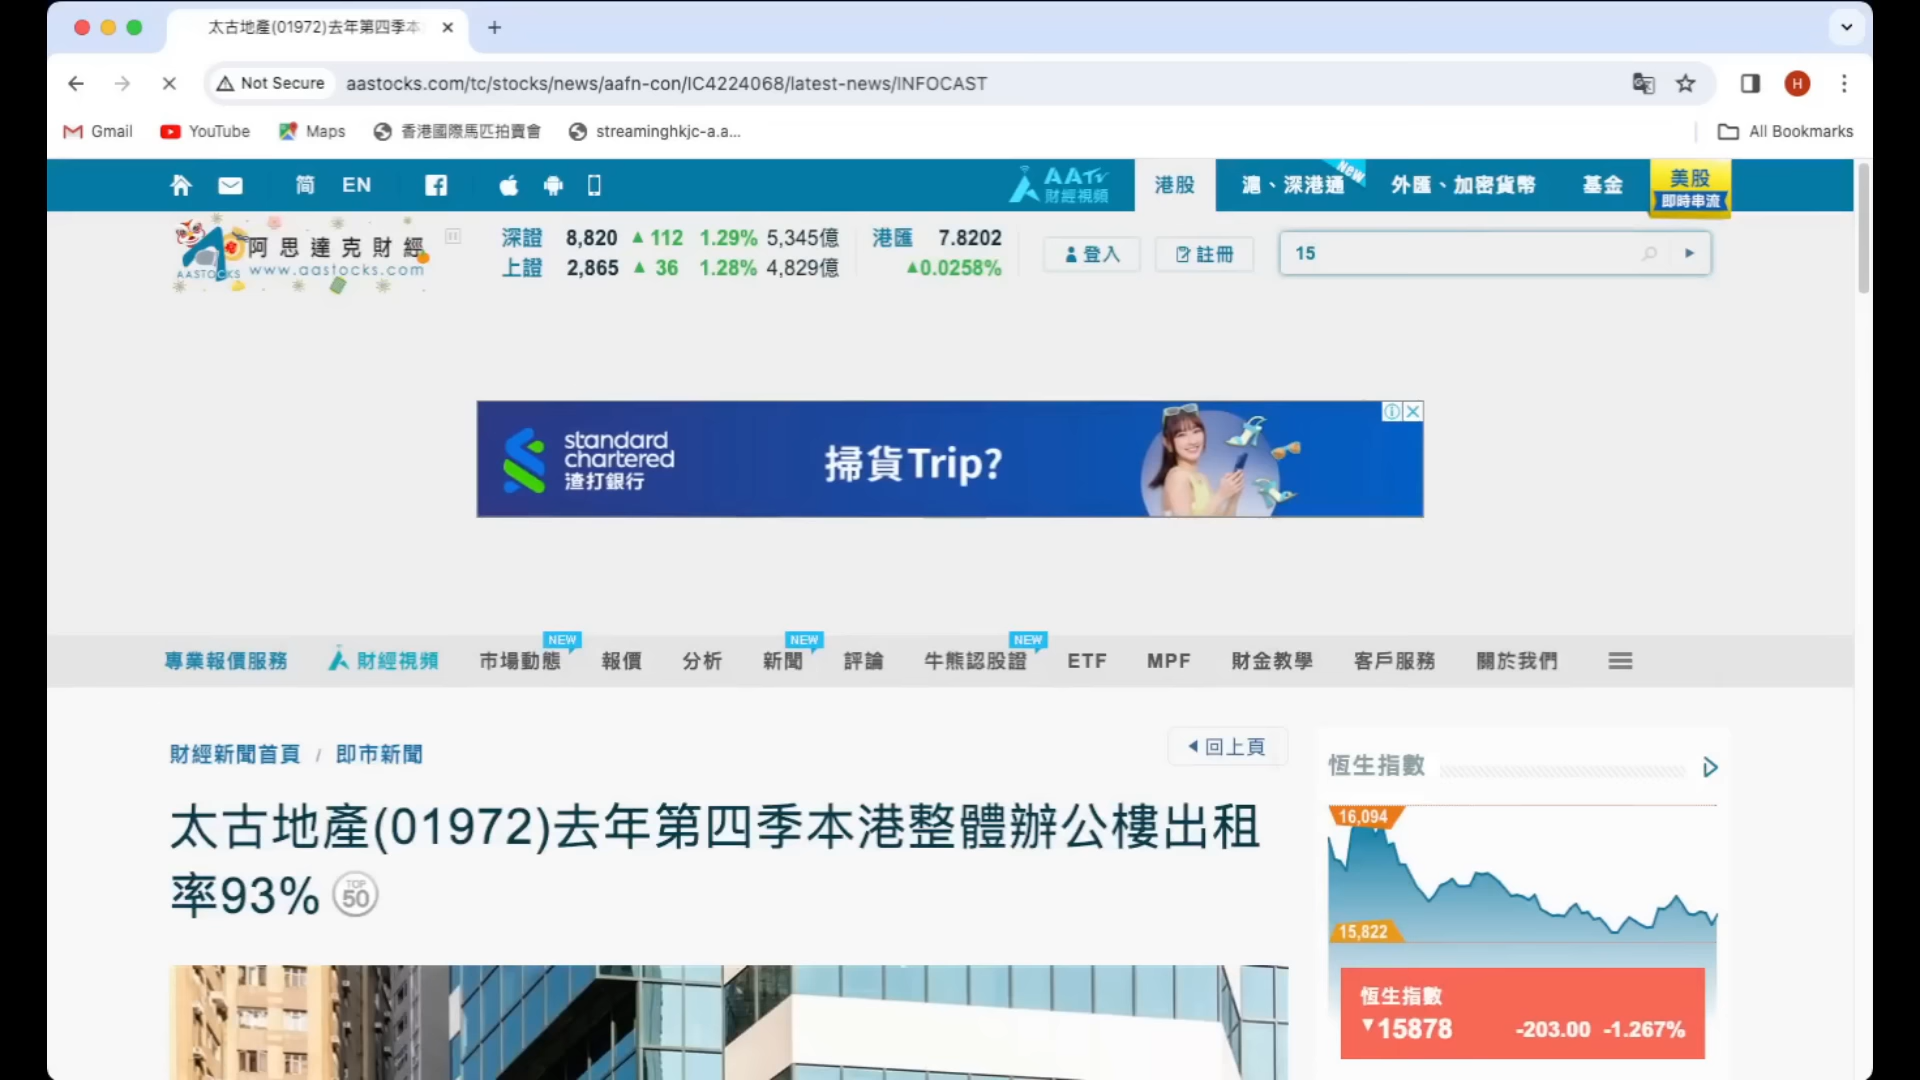 太古地產(01972)去年第四季本
Not Secure
aastocks.com/tc/stocks/news/aafn-con/IC4224068/latest-news/INFOCAST
H
Gmail
YouTube
Maps
香港國際馬匹拍賣會
streaminghkjc-a.a...
All Bookmarks
简
EN
AATV
財經視頻
港股
滬、深港通
New
外匯、加密貨幣
基金
美股
即時串流
阿思達克財經
AASTOCKS
www.aastocks.com
深證 8,820 ▲112 1.29% 5,345億
上證 2,865 ▲36 1.28% 4,829億
港匯 7.8202
▲0.0258%
登入
註冊
15
standard
chartered
渣打銀行
掃貨Trip?
專業報價服務
財經視頻
市場動態
NEW
報價
分析
新聞
NEW
評論
牛熊認股證
NEW
ETF
MPF
財金教學
客戶服務
關於我們
財經新聞首頁 / 即市新聞
回上頁
太古地產(01972)去年第四季本港整體辦公樓出租
率93%
TOP
50
恆生指數
16,094
15,822
恆生指數
▼15878 -203.00 -1.267%